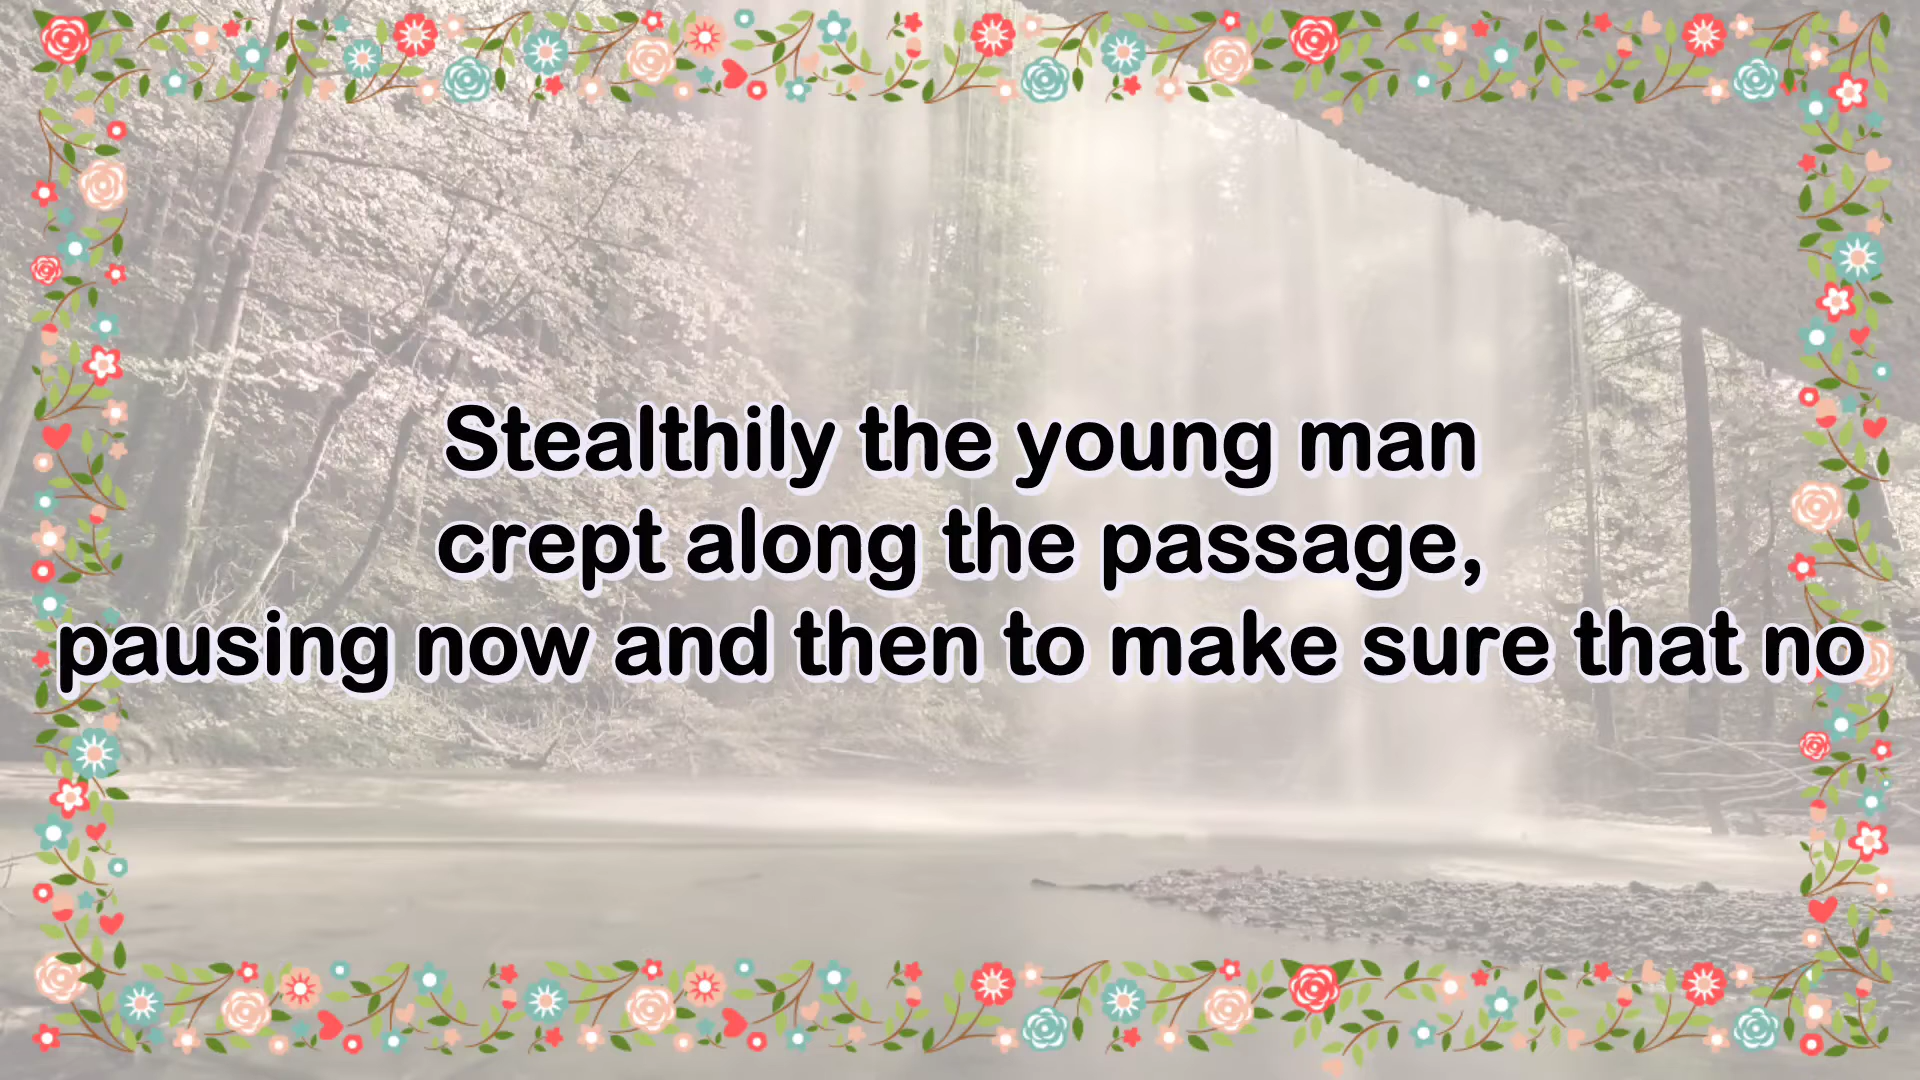 Stealthily the young man
crept along the passage,
pausing now and then to make sure that no